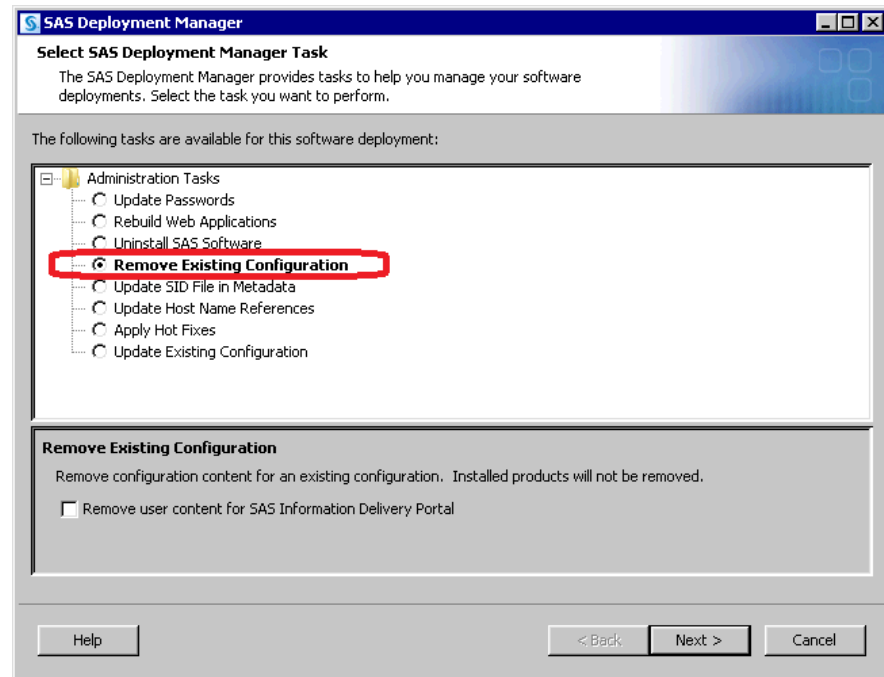 SAS Deployment Manager
Select SAS Deployment Manager Task
The SAS Deployment Manager provides tasks to help you manage your software
deployments. Select the task you want to perform.
The following tasks are available for this software deployment:
Administration Tasks
Update Passwords
Rebuild Web Applications
Uninstall SAS Software
Remove Existing Configuration
Update SID File in Metadata
Update Host Name References
Apply Hot Fixes
Update Existing Configuration
Remove Existing Configuration
Remove configuration content for an existing configuration. Installed products will not be removed.
Remove user content for SAS Information Delivery Portal
Help < Back Next > Cancel